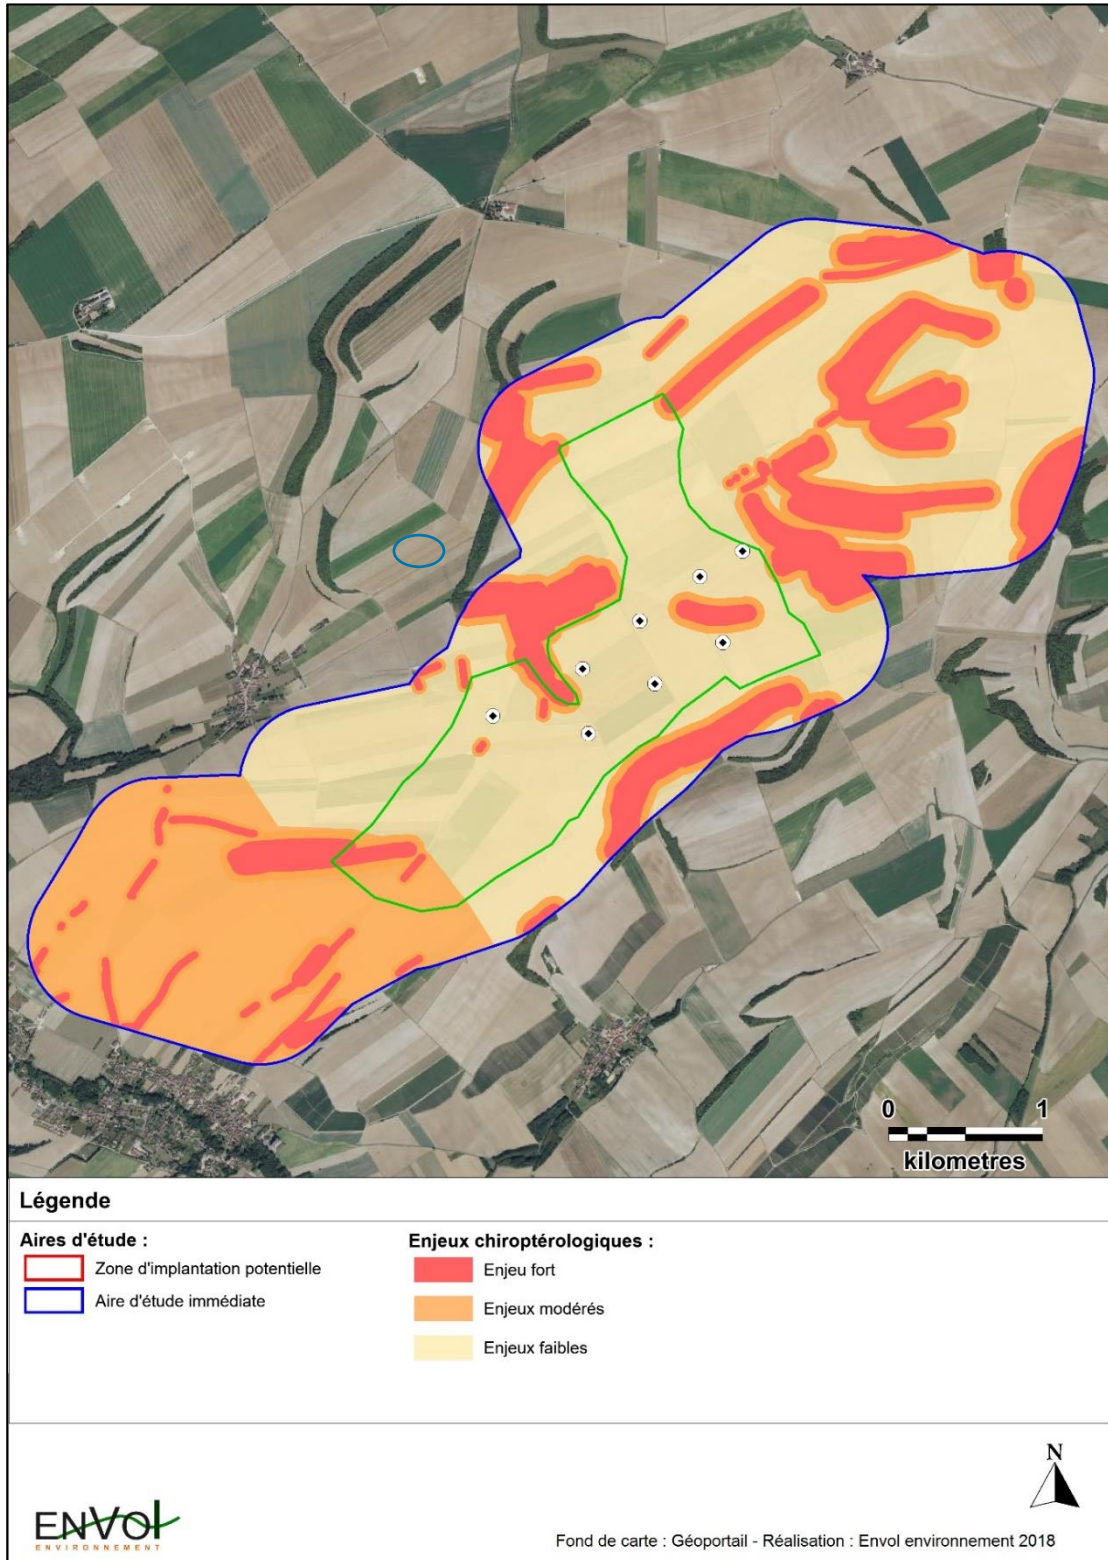 0 1
kilometres
Légende
Aires d'étude :
Zone d'implantation potentielle
Aire d'étude immédiate
Enjeux chiroptérologiques :
Enjeu fort
Enjeux modérés
Enjeux faibles
N
ENVOl
ENVIRONNEMENT
Fond de carte : Géoportail - Réalisation : Envol environnement 2018